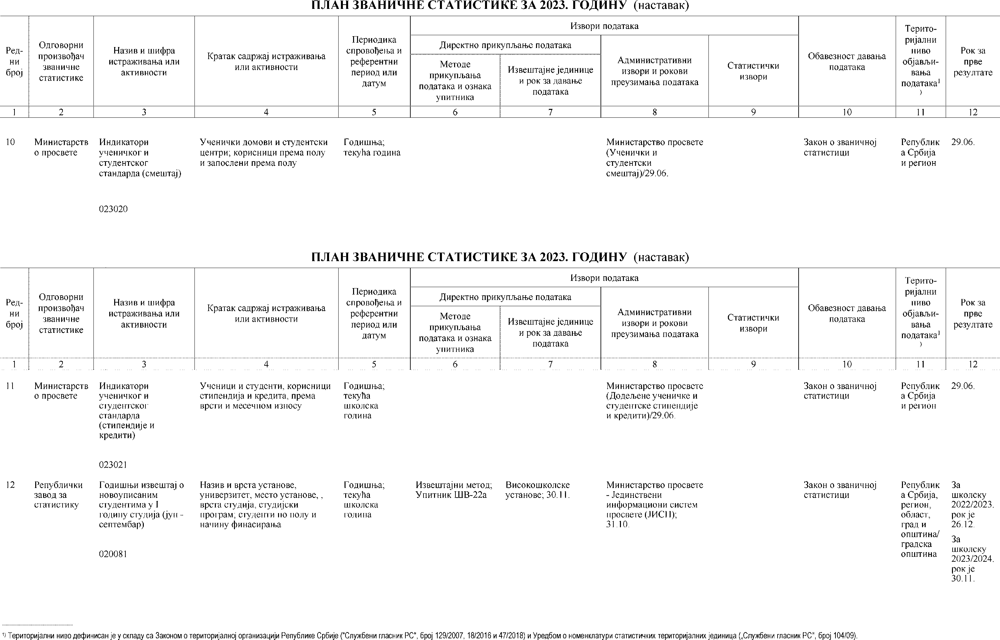 ПЛАН ЗВАНИЧНЕ СТАТИСТИКЕ ЗА 2023. ГОДИНУ (наставак)
Ред-
ни
број
Одговорни
произвођач
званичне
статистике
Назив и шифра
истраживања или
активности
Кратак садржај истраживања
или активности
Периодика
спровођења и
референтни
период или
датум
Извори података
Директно прикупљање података
Методе
прикупљања
података и ознака
упитника
Извештајне јединице
и рок за давање
података
Административни
извори и рокови
преузимања података
Статистички
извори
Обавезност давања
података
Терито-
ријални
ниво
објављи-
вања
података1
)
Рок за
прве
резултате
1 2 3 4 5 6 7 8 9 10 11 12
10
Министарств
о просвете
Индикатори
ученичког и
студентског
стандарда (смештај)
023020
Ученички домови и студентски
центри; корисници према полу
и запослени према полу
Годишња;
текућа година
Министарство просвете
(Ученички и
студентски
смештај)/29.06.
Закон о званичној
статистици
Републик
а Србија
и регион
29.06.
ПЛАН ЗВАНИЧНЕ СТАТИСТИКЕ ЗА 2023. ГОДИНУ (наставак)
Ред-
ни
број
Одговорни
произвођач
званичне
статистике
Назив и шифра
истраживања или
активности
Кратак садржај истраживања
или активности
Периодика
спровођења и
референтни
период или
датум
Извори података
Директно прикупљање података
Методе
прикупљања
података и ознака
упитника
Извештајне јединице
и рок за давање
података
Административни
извори и рокови
преузимања података
Статистички
извори
Обавезност давања
података
Терито-
ријални
ниво
објављи-
вања
података1
)
Рок за
прве
резултате
1 2 3 4 5 6 7 8 9 10 11 12
11
Министарств
о просвете
Индикатори
ученичког и
студентског
стандарда
(стипендије и
кредити)
023021
Ученици и студенти, корисници
стипендија и кредита, према
врсти и месечном износу
Годишња;
текућа
школска
година
Министарство просвете
(Додељене ученичке и
студентске стипендије
и кредити)/29.06.
Закон о званичној
статистици
Републик
а Србија
и регион
29.06.
12
Републички
завод за
статистику
Годишњи извештај о
новоуписаним
студентима у I
годину студија (јун -
септембар)
020081
Назив и врста установе,
универзитет, место установе, ,
врста студија, студијски
програм; студенти по полу и
начину финасирања
Годишња;
текућа
школска
година
Извештајни метод;
Упитник ШВ-22а
Високошколске
установе; 30.11.
Министарство просвете
- Јединствени
информациони систем
просвете (ЈИСП);
31.10.
Закон о званичној
статистици
Републик
а Србија,
регион,
област,
град и
општина/
градска
општина
За
школску
2022/2023.
рок је
26.12.
За
школску
2023/2024.
рок је
30.11.
1) Територијални ниво дефинисан је у складу са Законом о територијалној организацији Републике Србије ("Службени гласник РС", број 129/2007, 18/2016 и 47/2018) и Уредбом о номенклатури статистичких територијалних јединица („Службени гласник РС", број 104/09).